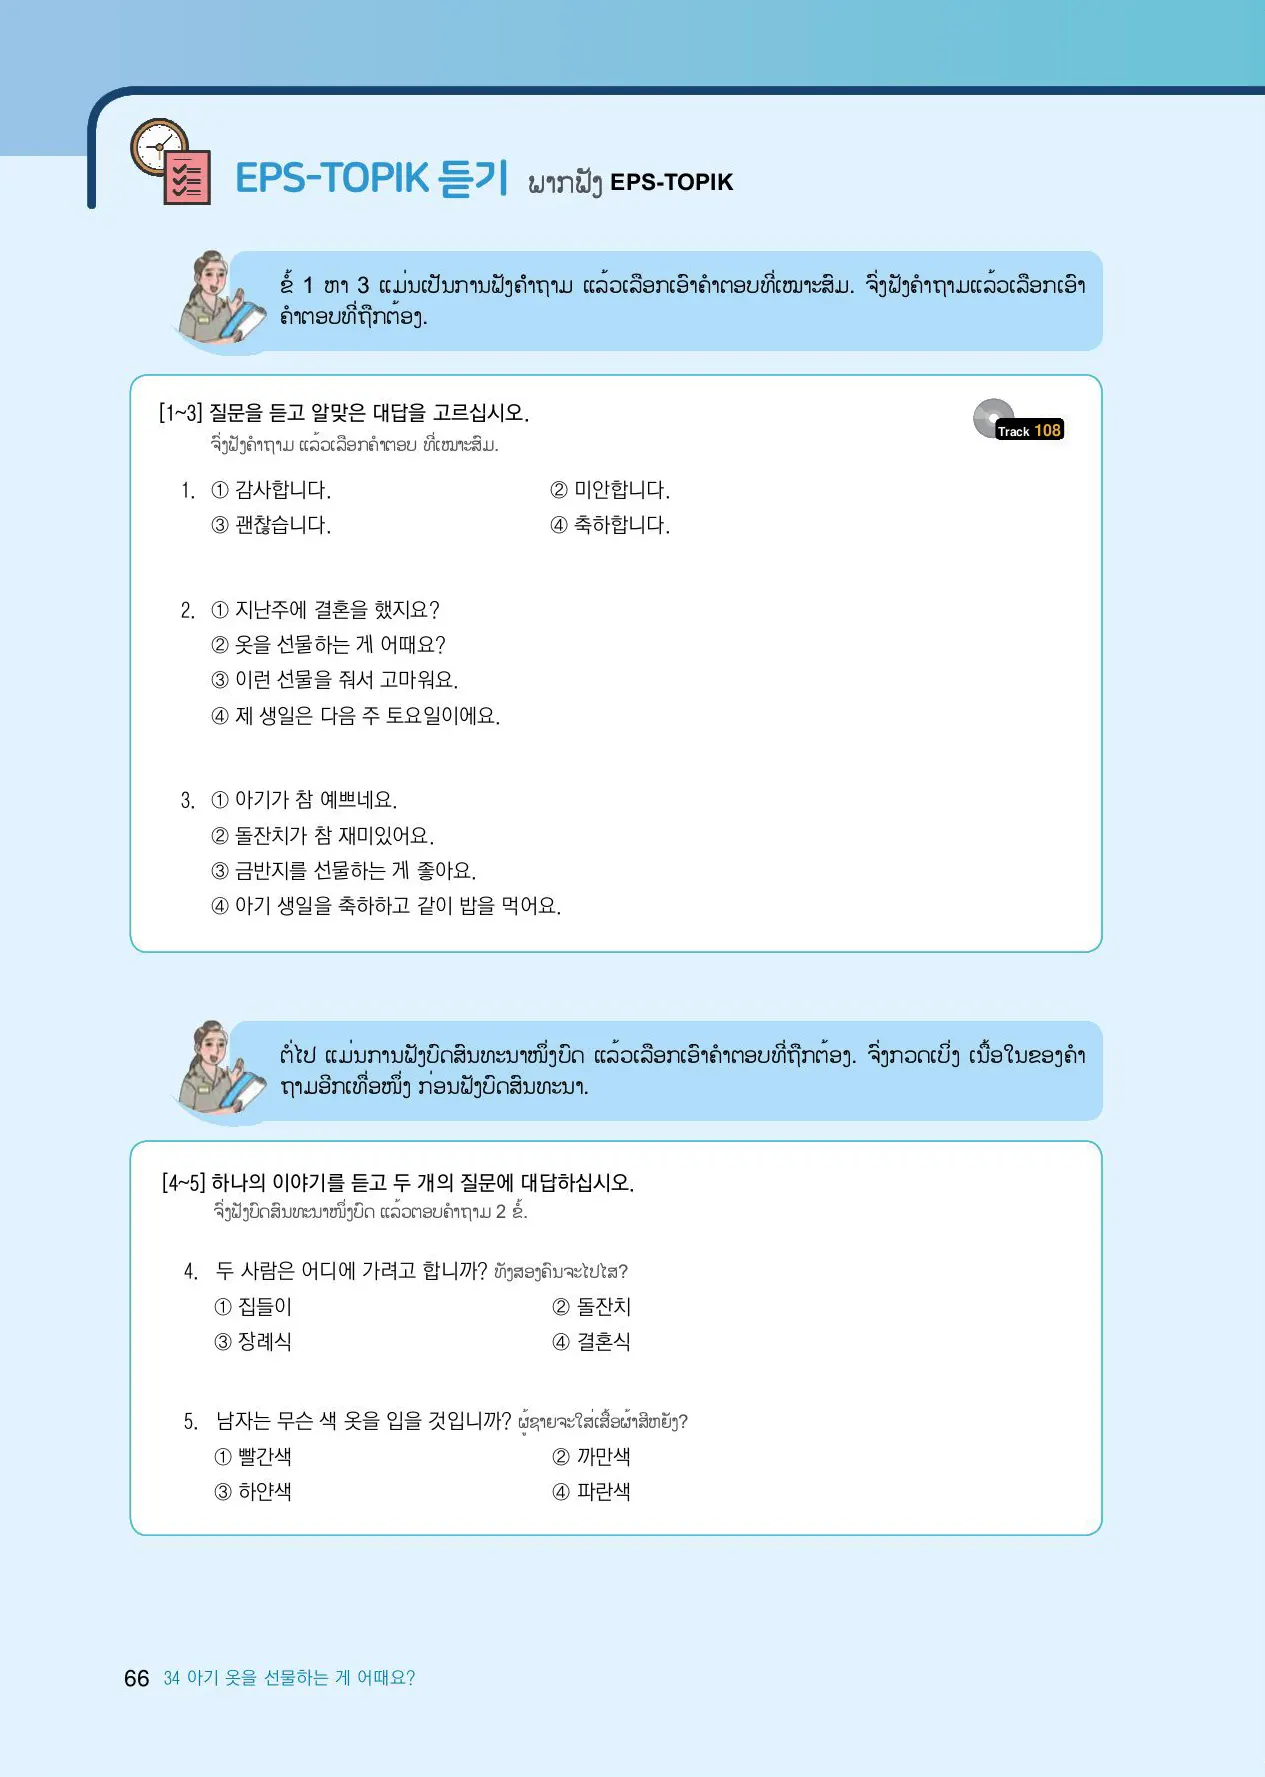 EPS-TOPIK 듣기 ພາກຟັງ EPS-TOPIK
ຂໍ້ 1 ຫາ 3 ແມ່ນເປັນການຟັງຄຳຖາມ ແລ້ວເລືອກເອົາຄຳຕອບທີ່ເໝາະສົມ. ຈົ່ງຟັງຄຳຖາມແລ້ວເລືອກເອົາ
ຄຳຕອບທີ່ຖືກຕ້ອງ.
[1~3] 질문을 듣고 알맞은 대답을 고르십시오.
Track 108
ຈົ່ງຟັງຄຳຖາມ ແລ້ວເລືອກຄຳຕອບ ທີ່ເໝາະສົມ.
1. ① 감사합니다. ② 미안합니다.
③ 괜찮습니다. ④ 축하합니다.
2. ① 지난주에 결혼을 했지요?
② 옷을 선물하는 게 어때요?
③ 이런 선물을 줘서 고마워요.
④ 제 생일은 다음 주 토요일이에요.
3. ① 아기가 참 예쁘네요.
② 돌잔치가 참 재미있어요.
③ 금반지를 선물하는 게 좋아요.
④ 아기 생일을 축하하고 같이 밥을 먹어요.
ຕໍ່ໄປ ແມ່ນການຟັງບົດສົນທະນາໜຶ່ງບົດ ແລ້ວເລືອກເອົາຄຳຕອບທີ່ຖືກຕ້ອງ. ຈົ່ງກວດເບິ່ງ ເນື້ອໃນຂອງຄຳ
ຖາມອີກເທື່ອໜຶ່ງ ກ່ອນຟັງບົດສົນທະນາ.
[4~5] 하나의 이야기를 듣고 두 개의 질문에 대답하십시오.
ຈົ່ງຟັງບົດສົນທະນາໜຶ່ງບົດ ແລ້ວຕອບຄຳຖາມ 2 ຂໍ້.
4. 두 사람은 어디에 가려고 합니까? ທັງສອງຄົນຈະໄປໃສ?
① 집들이 ② 돌잔치
③ 장례식 ④ 결혼식
5. 남자는 무슨 색 옷을 입을 것입니까? ຜູ້ຊາຍຈະໃສ່ເສື້ອຜ້າສີຫຍັງ?
① 빨간색 ② 까만색
③ 하얀색 ④ 파란색
66 34 아기 옷을 선물하는 게 어때요?